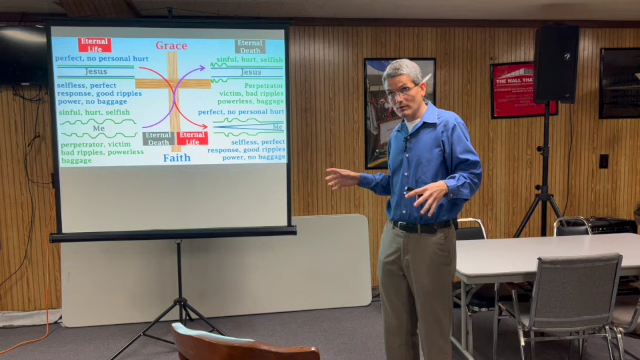 Eternal
Life
Grace
Eternal
Death
perfect, no personal hurt
sinful, hurt, selfish
Jesus
Jesus
selfless, perfect
response, good ripples
power, no baggage
Perpetrator
victim, bad ripples
powerless, baggage
sinful, hurt, selfish
perfect, no personal hurt
Me
Me
perpetrator, victim
bad ripples, powerless
baggage
Eternal
Death
Eternal
Life
selfless, perfect
response, good ripples
power, no baggage
Faith
THE WALL THA